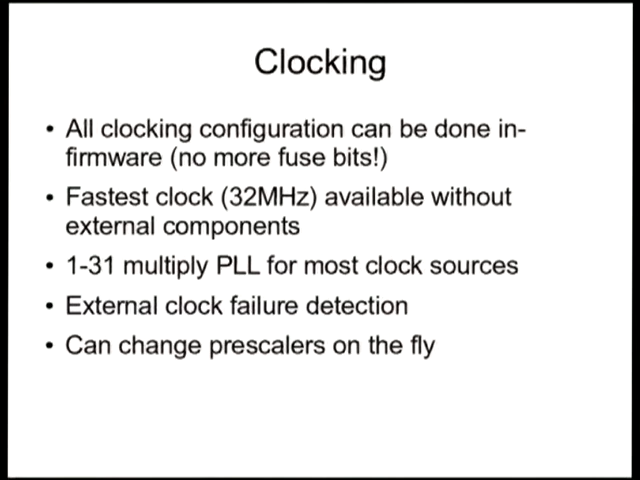 Clocking
• All clocking configuration can be done in-
firmware (no more fuse bits!)
• Fastest clock (32MHz) available without
external components
• 1-31 multiply PLL for most clock sources
• External clock failure detection
• Can change prescalers on the fly